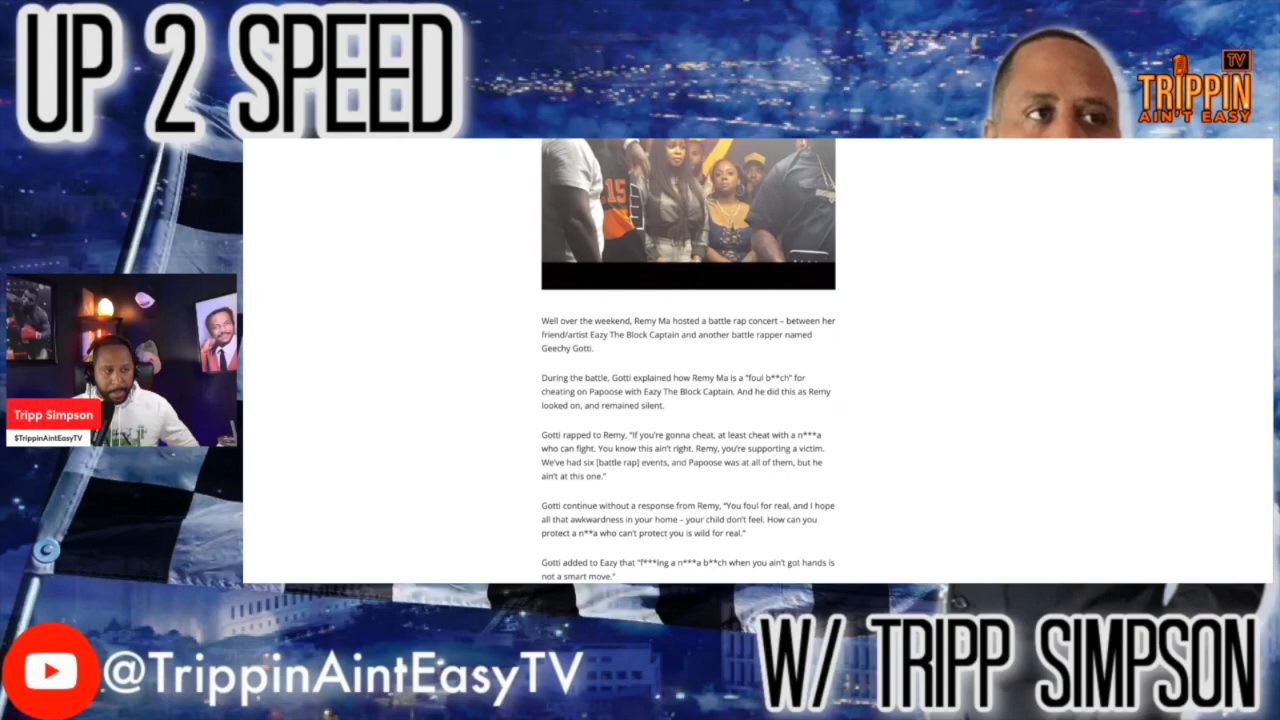 UP 2 SPEED
TV
TRIPPIN
AIN'T EASY
15
Well over the weekend, Remy Ma hosted a battle rap concert – between her
friend/artist Eazy The Block Captain and another battle rapper named
Geechy Gotti.
During the battle, Gotti explained how Remy Ma is a "foul b**ch" for
cheating on Papoose with Eazy The Block Captain. And he did this as Remy
looked on, and remained silent.
Gotti rapped to Remy, "If you're gonna cheat, at least cheat with a n***a
who can fight. You know this ain't right. Remy, you're supporting a victim.
We've had six [battle rap] events, and Papoose was at all of them, but he
ain't at this one."
Gotti continue without a response from Remy, "You foul for real, and I hope
all that awkwardness in your home – your child don't feel. How can you
protect a n**a who can't protect you is wild for real."
Gotti added to Eazy that "f***ing a n***a b**ch when you ain't got hands is
not a smart move."
Tripp Simpson
$TrippinAintEasyTV
@TrippinAintEasyTV
W/ TRIPP SIMPSON